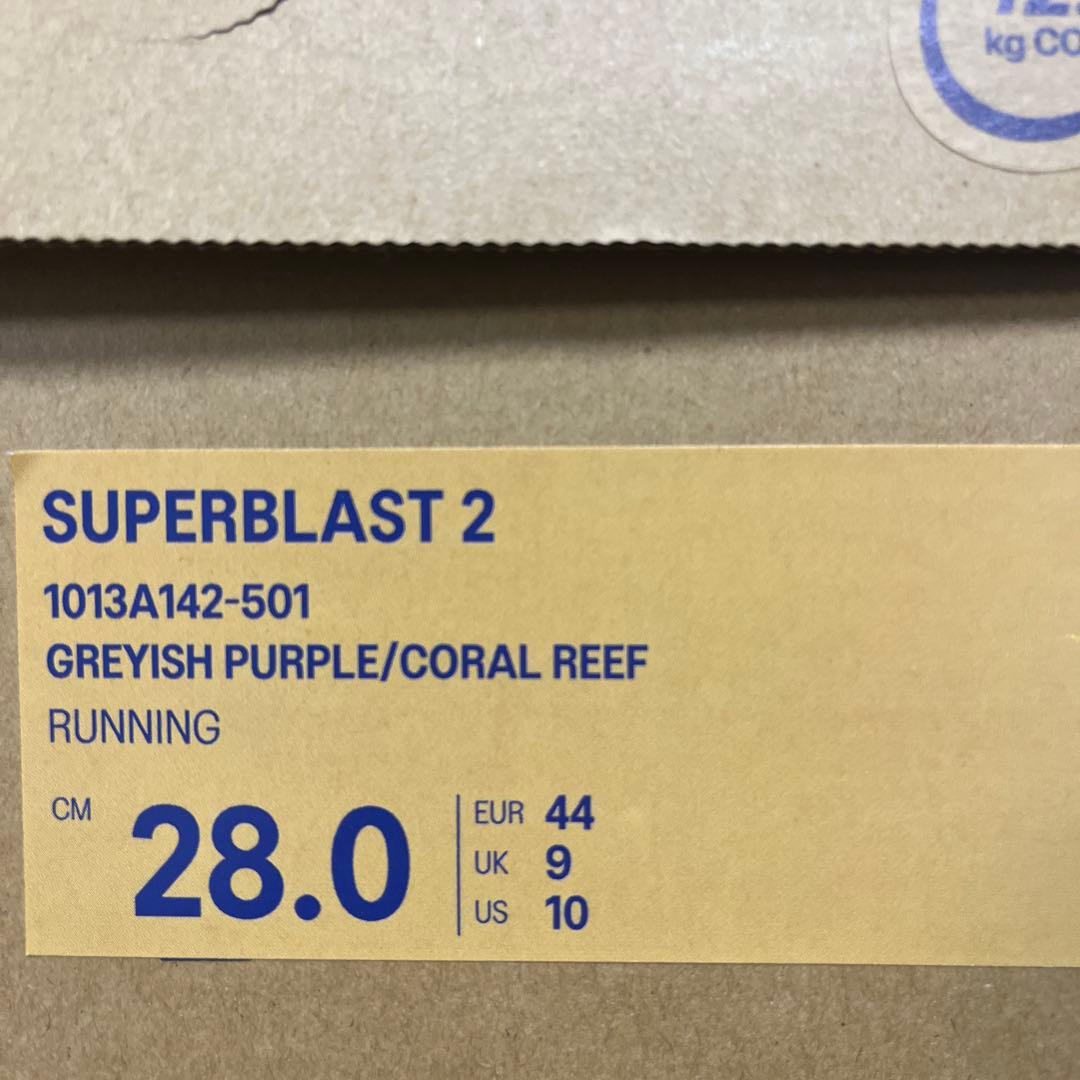 kg CO
SUPERBLAST 2
1013A142-501
GREYISH PURPLE/CORAL REEF
RUNNING
CM 28.0
EUR 44
UK 9
US 10